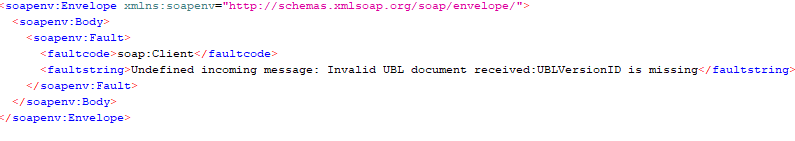 <soapenv:Envelope xmlns:soapenv="http://schemas.xmlsoap.org/soap/envelope/">
<soapenv:Body>
<soapenv:Fault>
<faultcode>soap:Client</faultcode>
<faultstring>Undefined incoming message: Invalid UBL document received:UBLVersionID is missing</faultstring>
</soapenv:Fault>
</soapenv:Body>
</soapenv:Envelope>